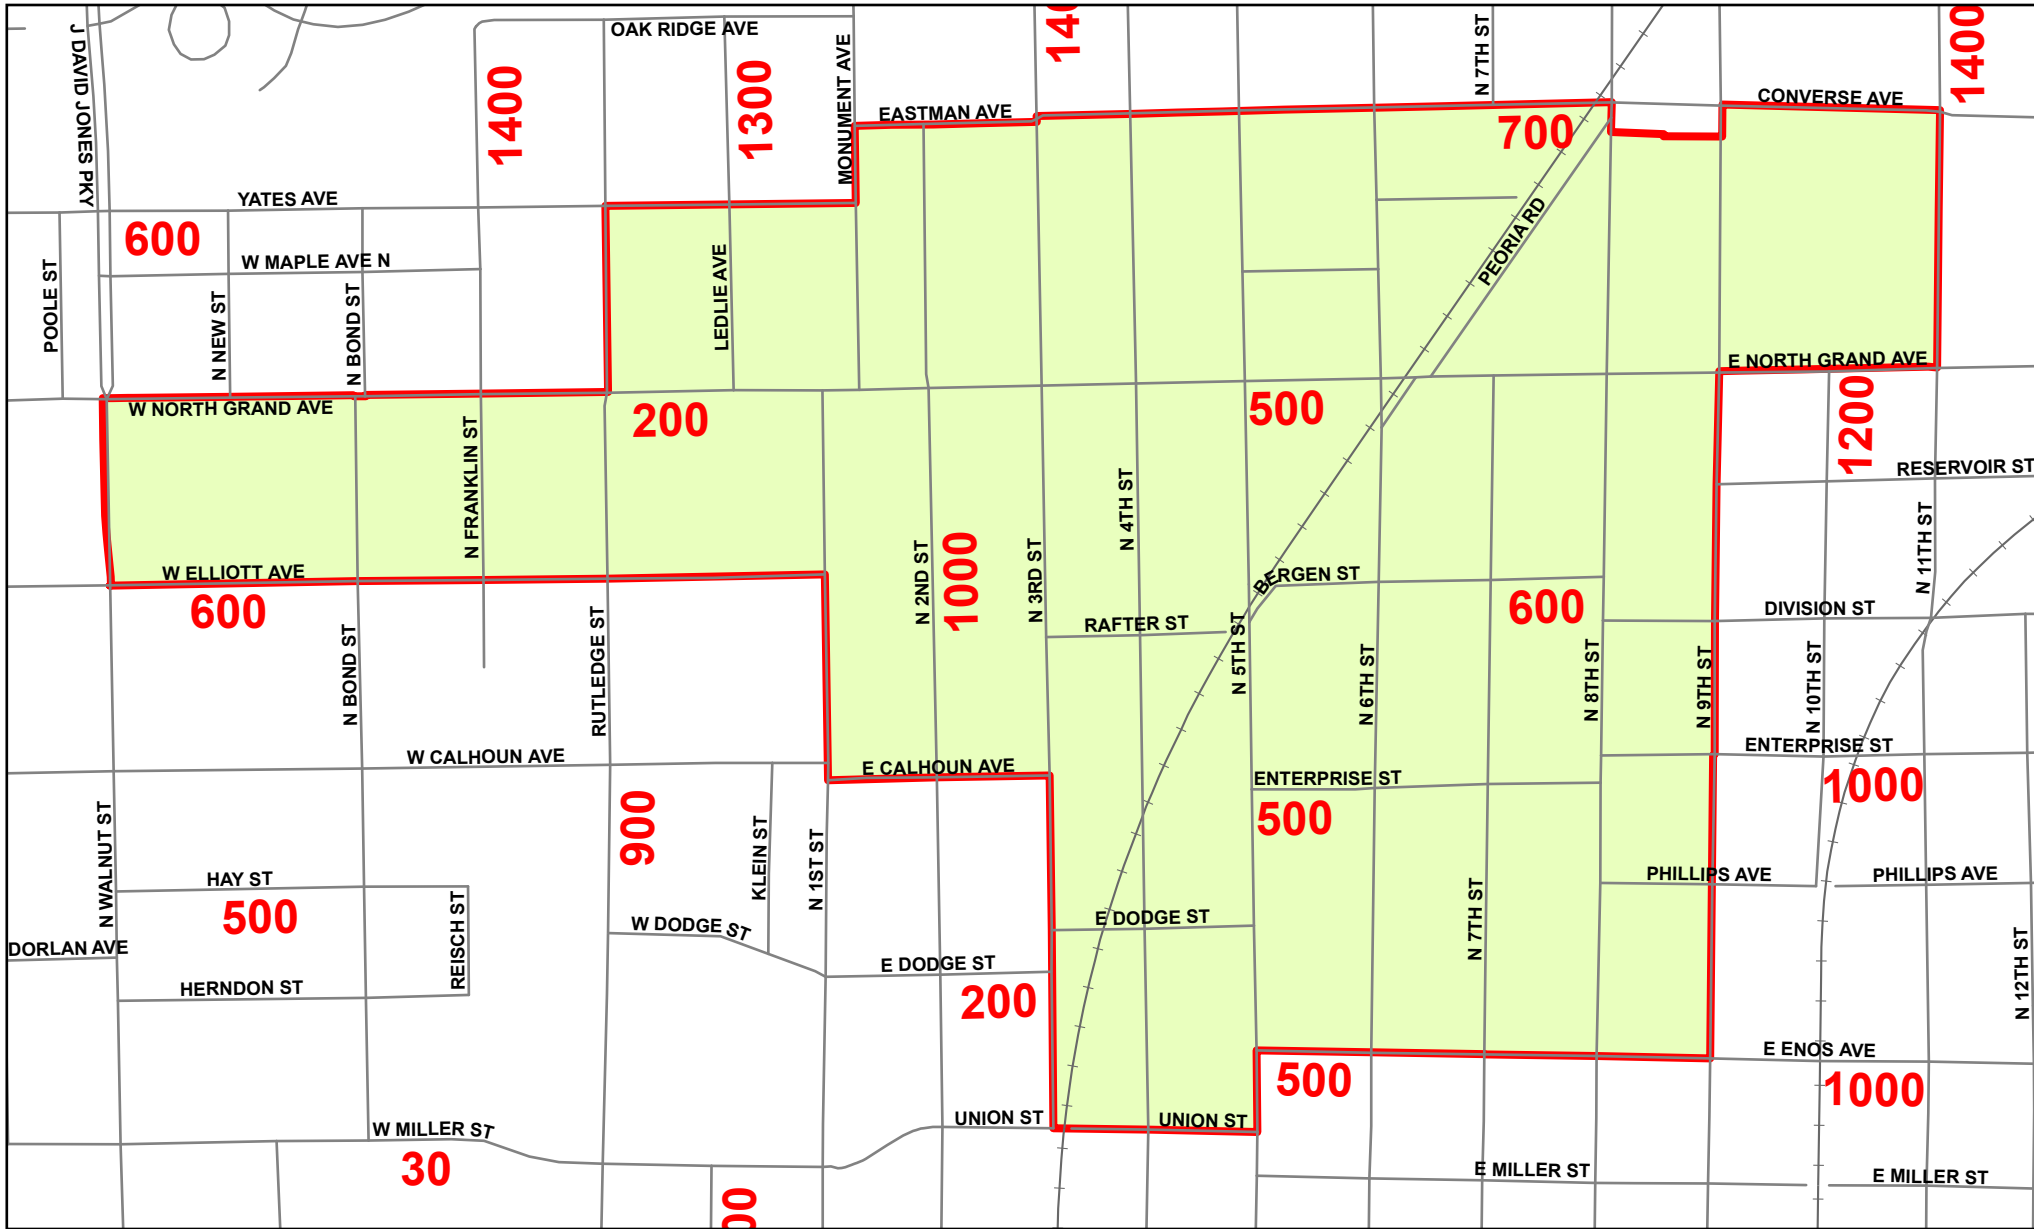 OAK RIDGE AVE
J DAVID JONES PKY
1400
1300
MONUMENT AVE
N 7TH ST
1400
EASTMAN AVE
CONVERSE AVE
700
YATES AVE
600
W MAPLE AVE N
POOLE ST
N NEW ST
N BOND ST
LEDLIE AVE
PEORIA RD
E NORTH GRAND AVE
W NORTH GRAND AVE
200
500
1200
N FRANKLIN ST
N 4TH ST
RESERVOIR ST
W ELLIOTT AVE
600
N 2ND ST
1000
N 3RD ST
BERGEN ST
600
N 11TH ST
DIVISION ST
RAFTER ST
N BOND ST
RUTLEDGE ST
N 5TH ST
N 6TH ST
N 8TH ST
N 9TH ST
N 10TH ST
W CALHOUN AVE
E CALHOUN AVE
ENTERPRISE ST
ENTERPRISE ST
500
1000
N WALNUT ST
900
KLEIN ST
N 1ST ST
HAY ST
500
REISCH ST
PHILLIPS AVE
PHILLIPS AVE
W DODGE ST
E DODGE ST
N 7TH ST
DORLAN AVE
E DODGE ST
HERNDON ST
200
N 12TH ST
E ENOS AVE
500
1000
UNION ST
UNION ST
W MILLER ST
30
E MILLER ST
E MILLER ST